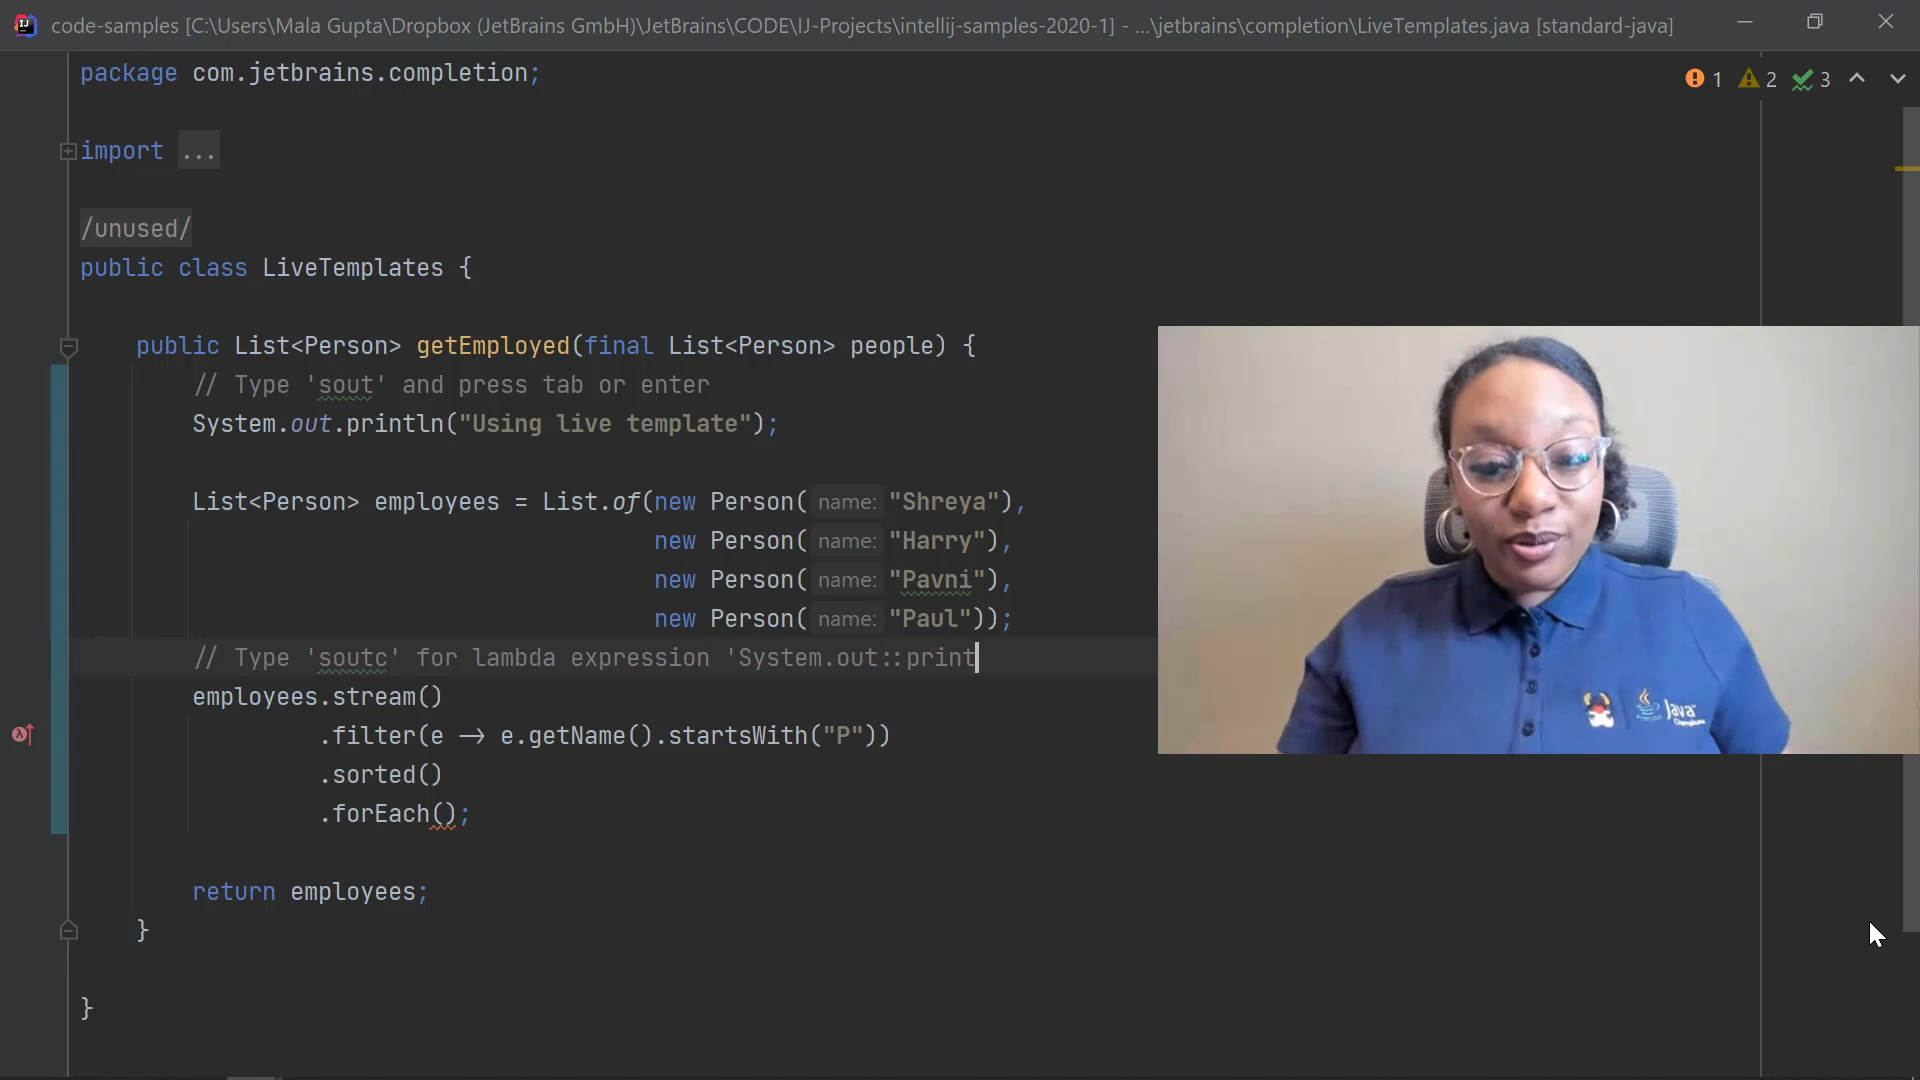 code-samples [C:\Users\Mala Gupta\Dropbox (JetBrains GmbH)\JetBrains\CODE\IJ-Projects\intellij-samples-2020-1] - ...\jetbrains\completion\LiveTemplates.java [standard-java]
package com.jetbrains.completion;
1 2 3
import ...
/unused/
public class LiveTemplates {
public List<Person> getEmployed(final List<Person> people) {
// Type 'sout' and press tab or enter
System.out.println("Using live template");
List<Person> employees = List.of(new Person( name: "Shreya"),
new Person( name: "Harry"),
new Person( name: "Pavni"),
new Person( name: "Paul"));
// Type 'soutc' for lambda expression 'System.out::print
employees.stream()
.filter(e -> e.getName().startsWith("P"))
.sorted()
.forEach();
return employees;
}
}
Java